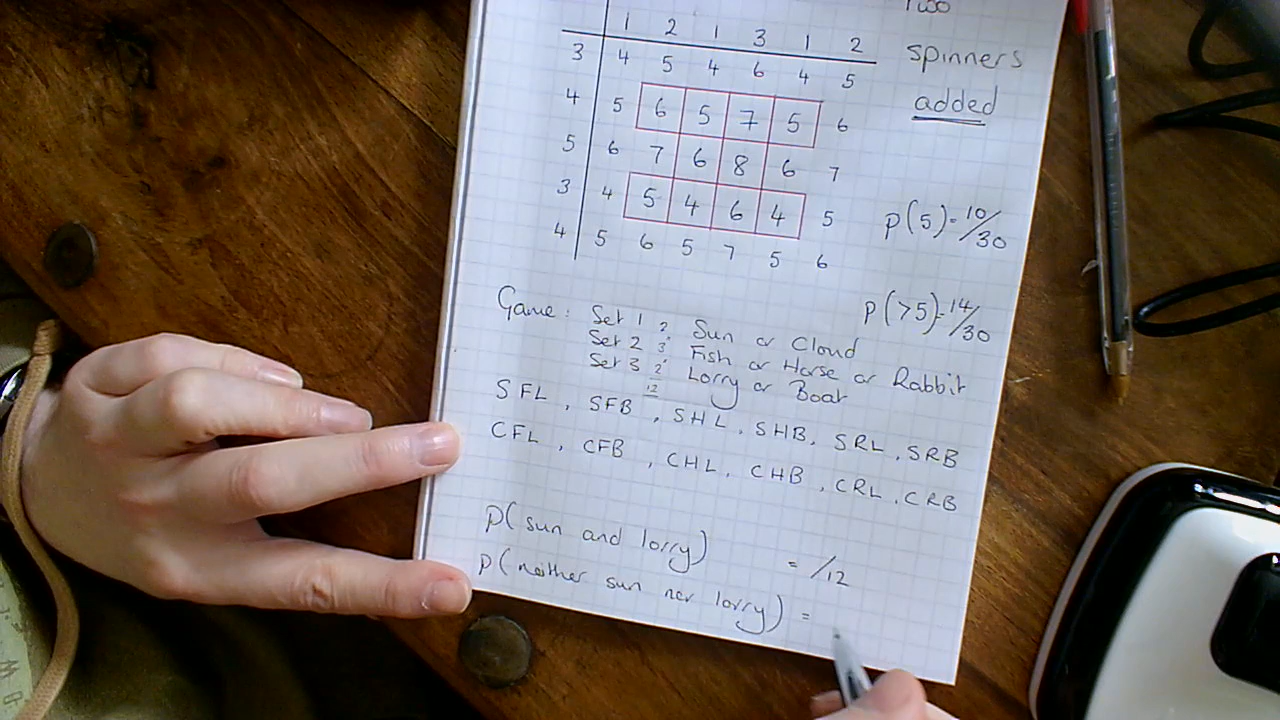 Two
1 2 1 3 1 2
spinners
3 4 5 4 6 4 5
added
4 5 6 5 7 5 6
5 6 7 6 8 6 7
3 4 5 4 6 4 5
p(5)=10/30
4 5 6 5 7 5 6
p(>5)=14/30
Game: Set 1 2 : Sun or Cloud
Set 2 3 : Fish or Horse or Rabbit
Set 3 2 : Lorry or Boat
12
SFL, SFB, SHL, SHB, SRL, SRB
CFL, CFB, CHL, CHB, CRL, CRB
p(sun and lorry) = /12
p(neither sun nor lorry) =